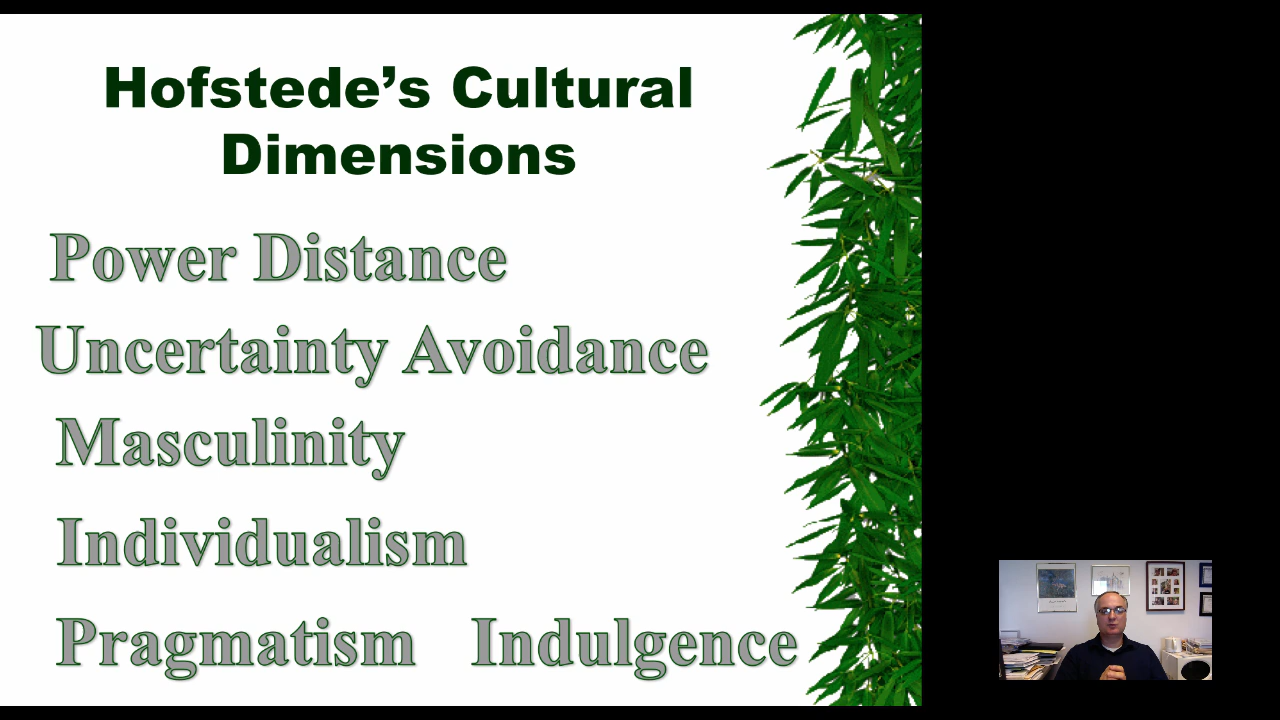 Hofstede’s Cultural
Dimensions
Power Distance
Uncertainty Avoidance
Masculinity
Individualism
Pragmatism Indulgence